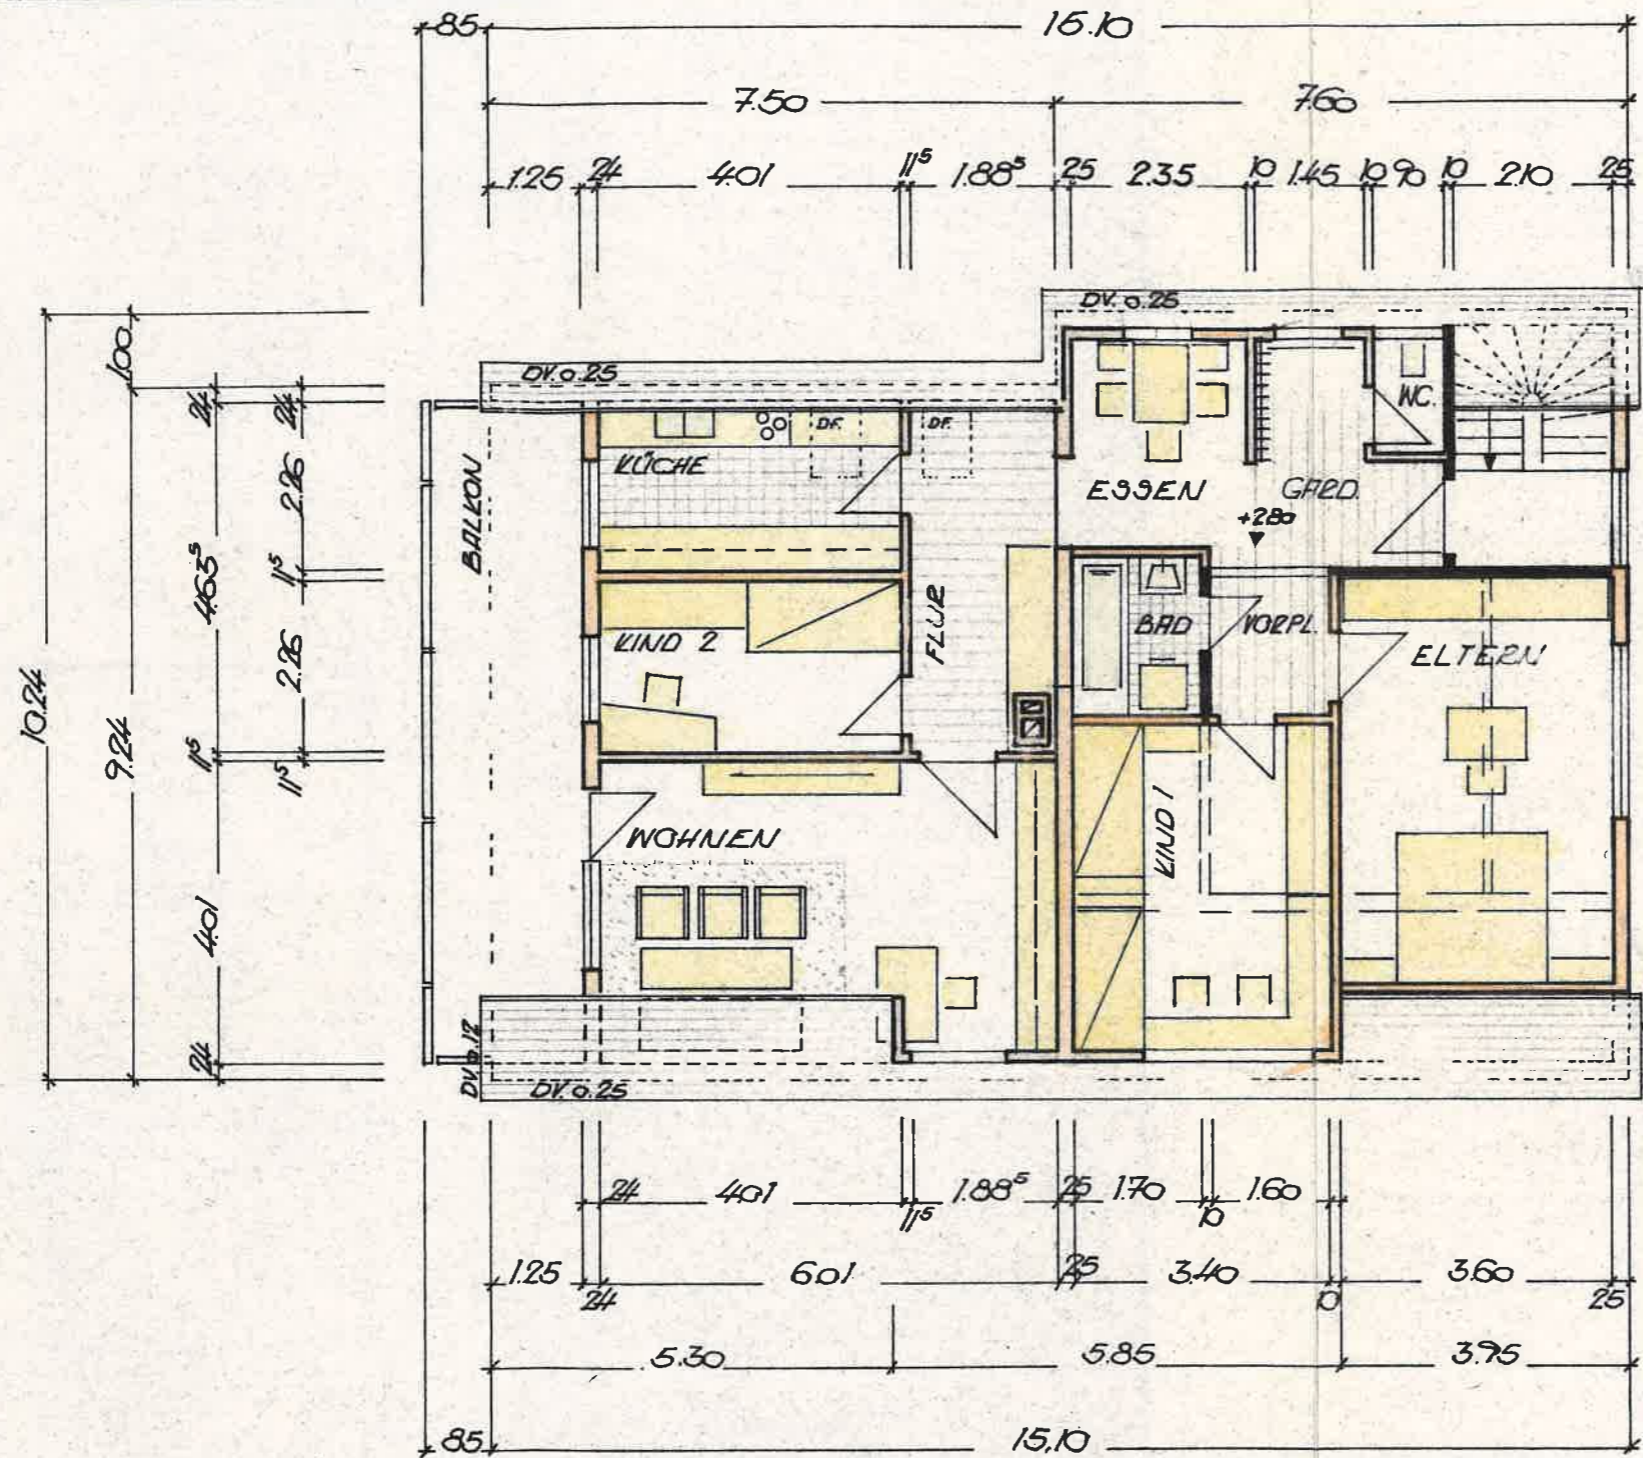 85 15.10
7.50 7.60
1.25 24 4.01 11⁵ 1.88⁵ 25 2.35 10 1.45 10 90 10 2.10 25
DV. o.25
DV. o.25
1.00
24
24
2.26
11⁵
2.26
11⁵
4.63⁵
11⁵
4.01
24
9.24
10.24
BALKON
KÜCHE
DF.
DF.
ESSEN
GARD.
WC.
+2.80
KIND 2
FLUR
BAD
VORPL.
ELTERN
WOHNEN
KIND 1
DV. o.12
DV. o.25
24 4.01 11⁵ 1.88⁵ 25 1.70 10 1.60
1.25 24 6.01 25 3.40 10 3.60 25
5.30 5.85 3.95
85 15.10